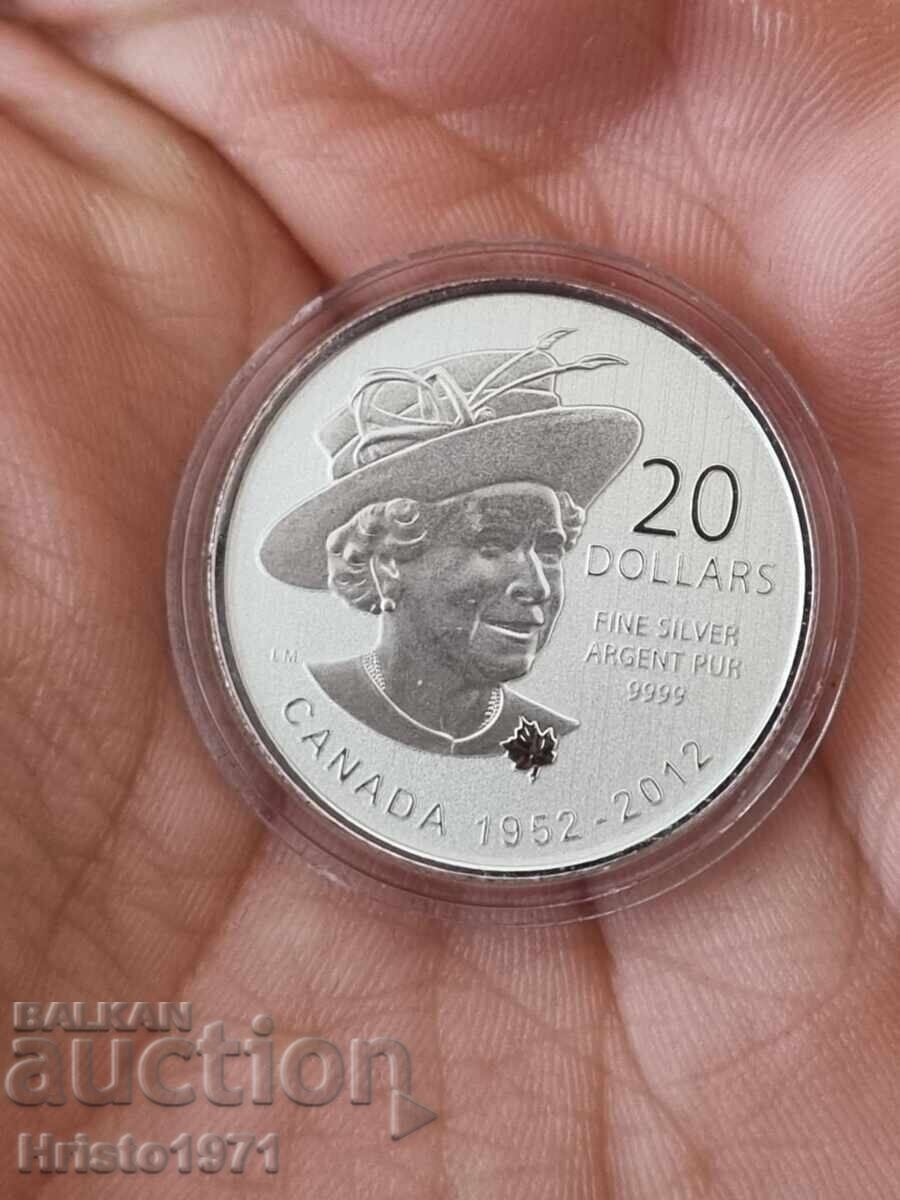 20
DOLLARS
FINE SILVER
ARGENT PUR
9999
LM
CANADA 1952-2012
BALKAN
auction
Hristo1971